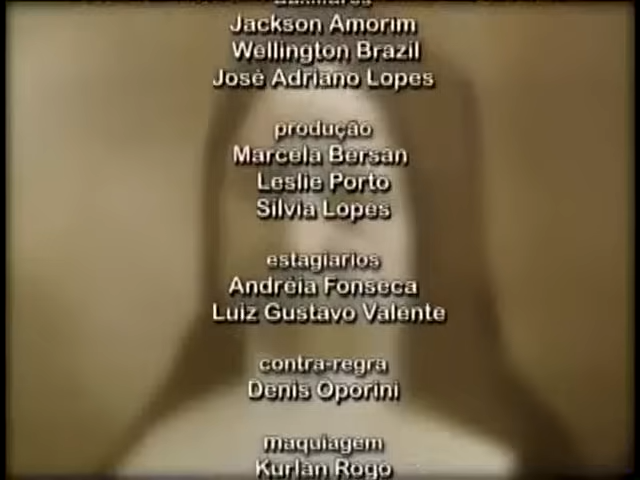 auxiliares
Jackson Amorim
Wellington Brazil
José Adriano Lopes
produção
Marcela Bersan
Leslie Porto
Silvia Lopes
estagiarios
Andréia Fonseca
Luiz Gustavo Valente
contra-regra
Denis Oporini
maquiagem
Kurlan Rogo